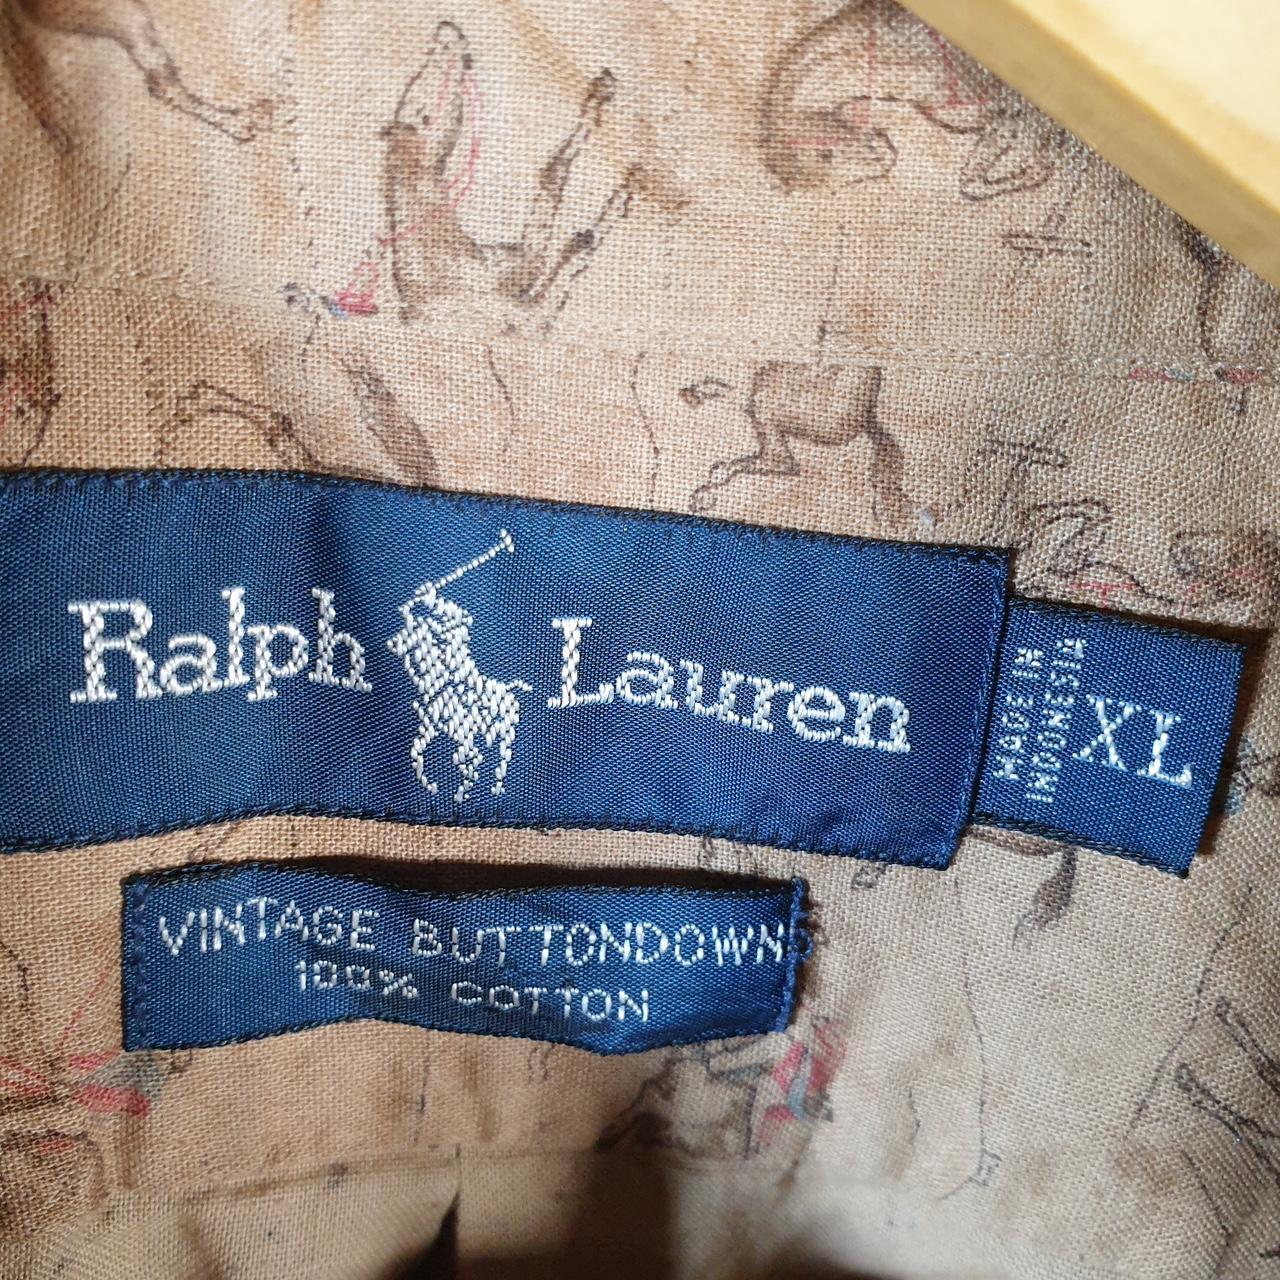 Ralph Lauren
MADE IN
INDONESIA
XL
VINTAGE BUTTONDOWN
100% COTTON